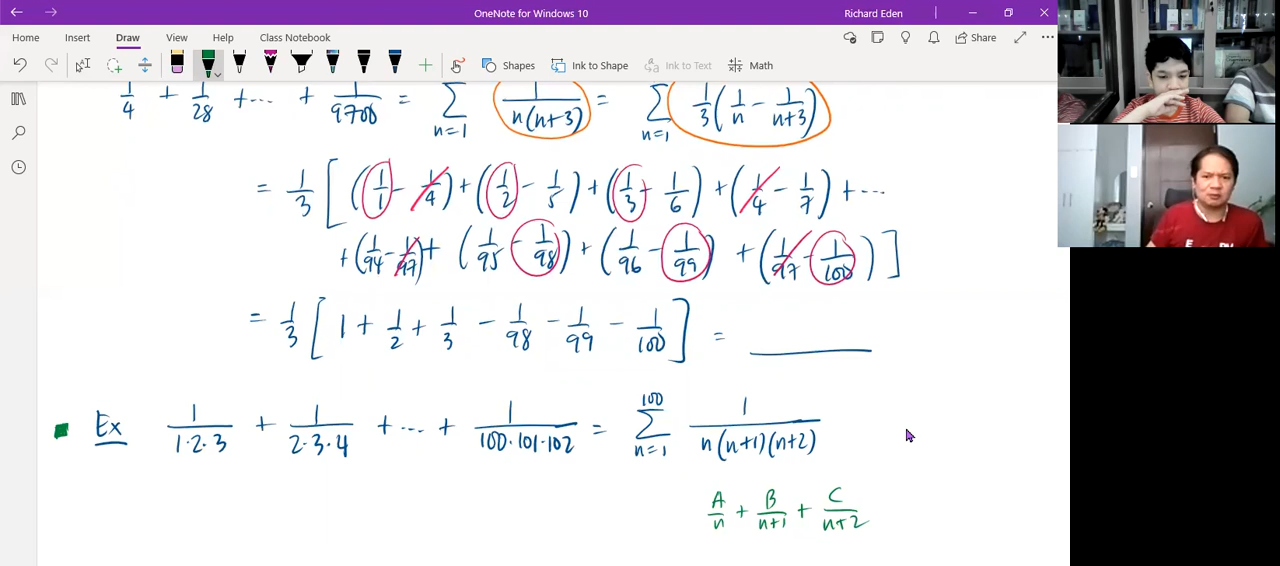 OneNote for Windows 10
Richard Eden
Home Insert Draw View Help Class Notebook
Share
Shapes Ink to Shape Ink to Text Math
1/4 + 1/28 + ... + 1/9700 = Σ n=1 1/n(n+3) = Σ n=1 1/3 (1/n − 1/n+3)
= 1/3 [ (1/1 − 1/4) + (1/2 − 1/5) + (1/3 − 1/6) + (1/4 − 1/7) + ...
+ (1/94 − 1/97) + (1/95 − 1/98) + (1/96 − 1/99) + (1/97 − 1/100) ]
= 1/3 [ 1 + 1/2 + 1/3 − 1/98 − 1/99 − 1/100 ] = ______
Ex 1/1·2·3 + 1/2·3·4 + ... + 1/100·101·102 = Σ n=1 100 1/n(n+1)(n+2)
A/n + B/n+1 + C/n+2